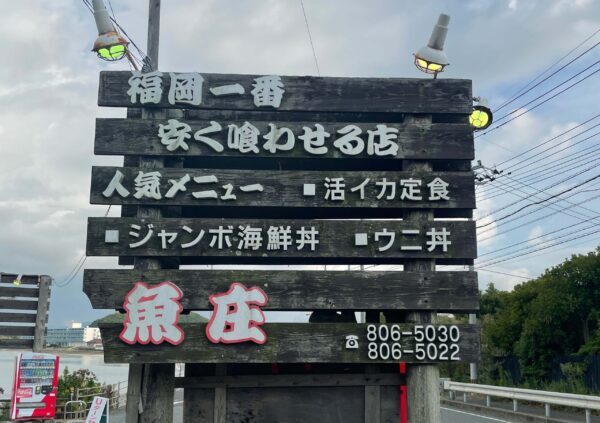 福岡一番
安く喰わせる店
人気メニュー ■活イカ定食
■ジャンボ海鮮丼 ■ウニ丼
魚庄
☎ 806-5030
806-5022